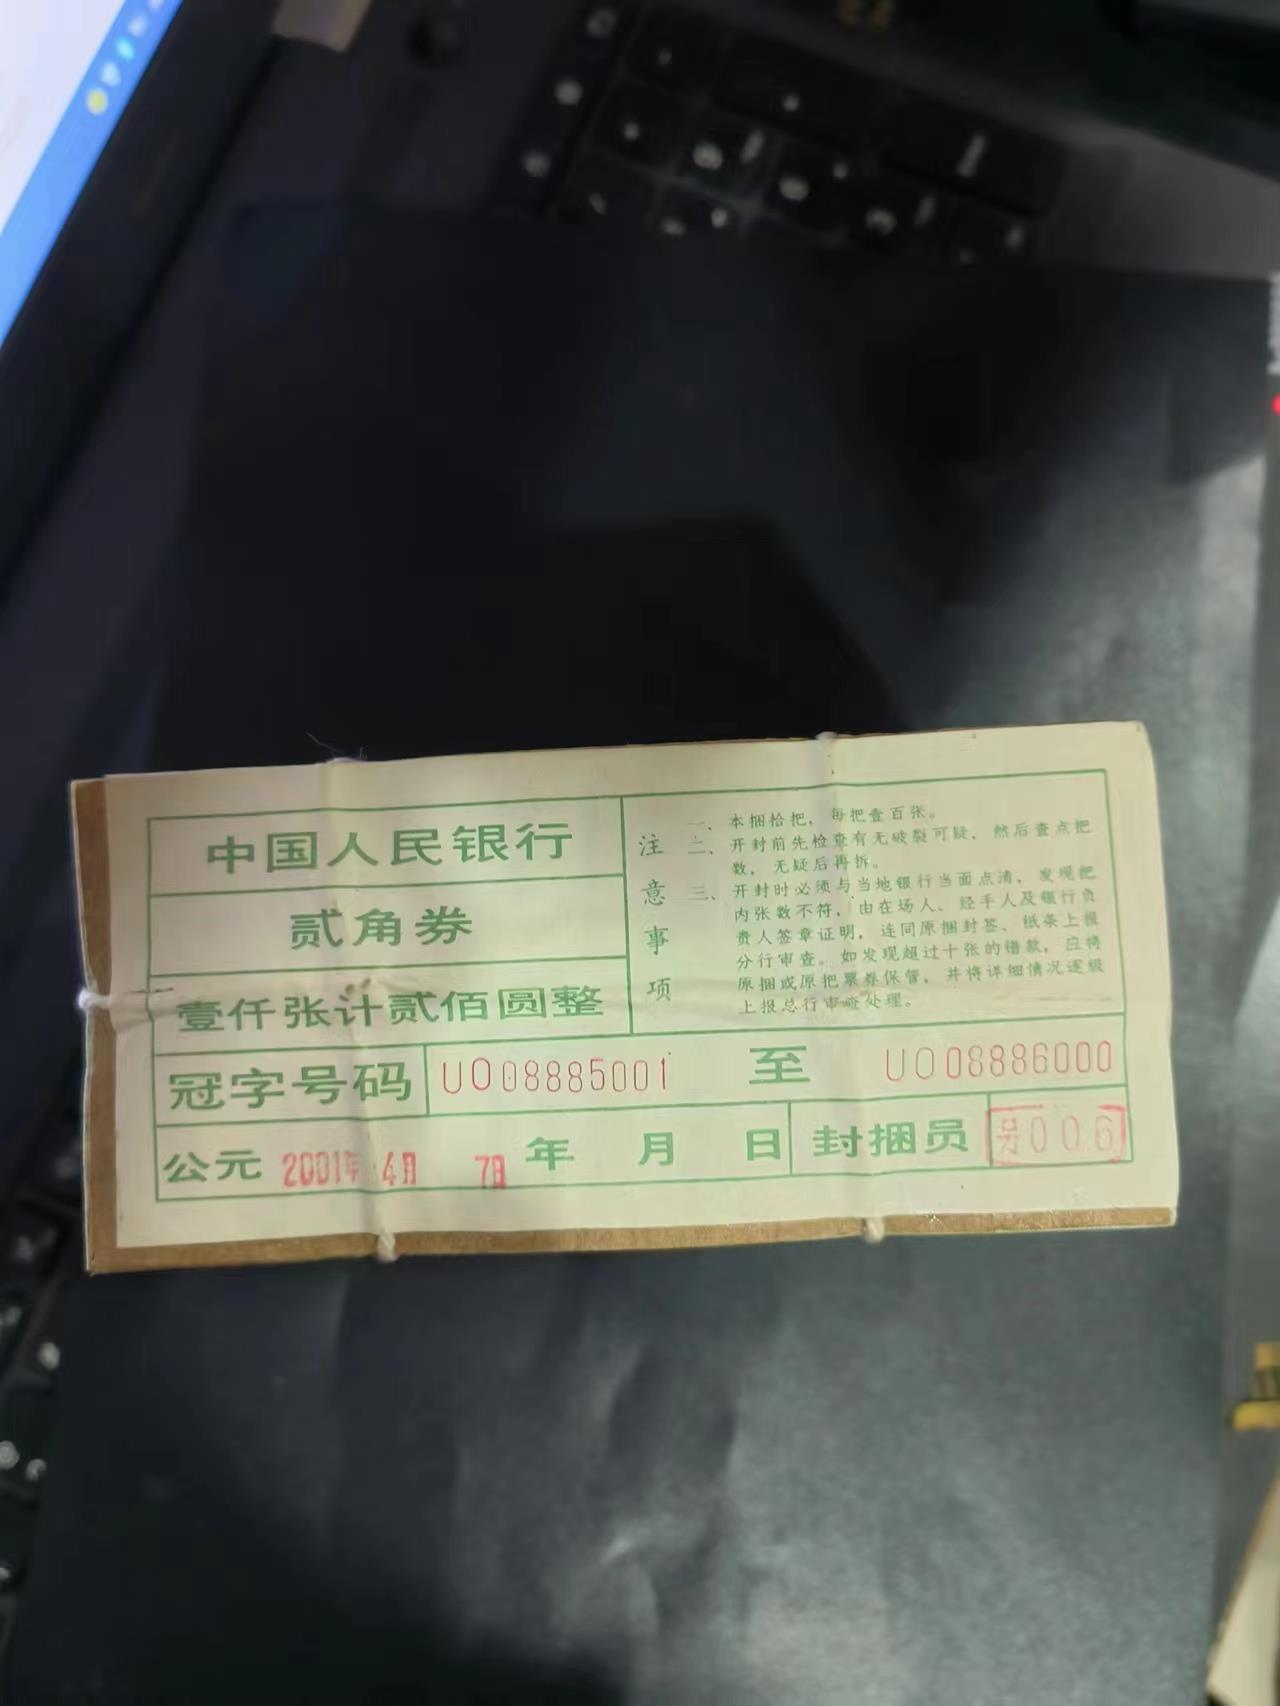 中国人民银行
贰角券
壹仟张计贰佰圆整
注意事项
一、本捆拾把，每把壹百张。
二、开封前先检查有无破裂可疑，然后查点把
数，无疑后再拆。
三、开封时必须与当地银行当面点清，发现把
内张数不符，由在场人、经手人及银行负
责人签章证明，连同原捆封签、纸条上报
分行审查。如发现超过十张的错款，应将
原捆或原把票券保管，并将详细情况逐级
上报总行审查处理。
冠字号码 UO08885001 至 UO08886000
公元 2001年 4月 7日 年 月 日 封捆员 号006